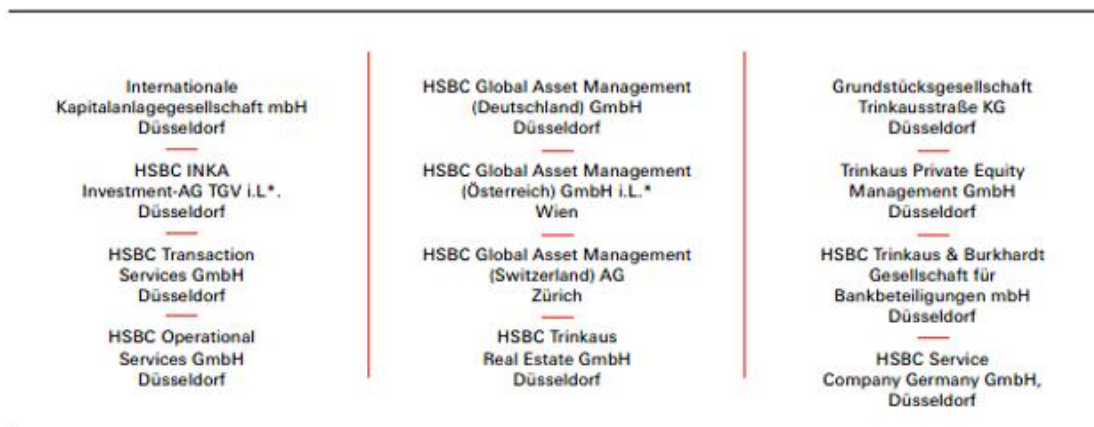 Internationale
Kapitalanlagegesellschaft mbH
Düsseldorf
HSBC INKA
Investment-AG TGV i.L*.
Düsseldorf
HSBC Transaction
Services GmbH
Düsseldorf
HSBC Operational
Services GmbH
Düsseldorf
HSBC Global Asset Management
(Deutschland) GmbH
Düsseldorf
HSBC Global Asset Management
(Österreich) GmbH i.L.*
Wien
HSBC Global Asset Management
(Switzerland) AG
Zürich
HSBC Trinkaus
Real Estate GmbH
Düsseldorf
Grundstücksgesellschaft
Trinkausstraße KG
Düsseldorf
Trinkaus Private Equity
Management GmbH
Düsseldorf
HSBC Trinkaus & Burkhardt
Gesellschaft für
Bankbeteiligungen mbH
Düsseldorf
HSBC Service
Company Germany GmbH,
Düsseldorf